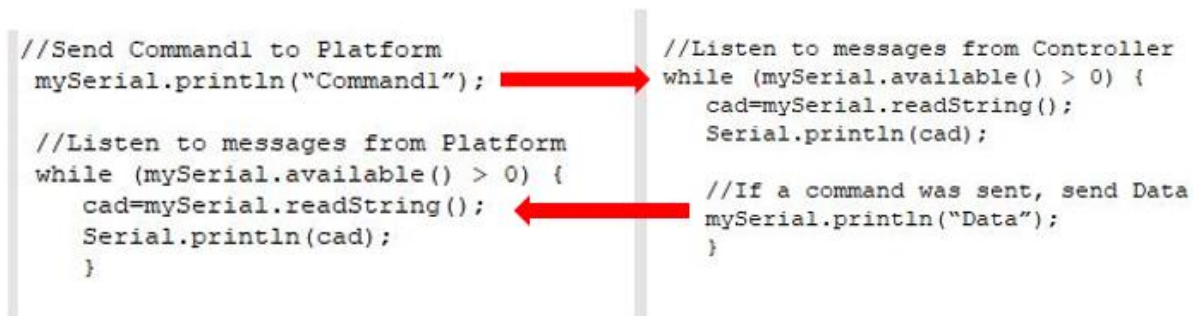 //Send Command1 to Platform
mySerial.println(“Command1”);
//Listen to messages from Platform
while (mySerial.available() > 0) {
cad=mySerial.readString();
Serial.println(cad);
}
//Listen to messages from Controller
while (mySerial.available() > 0) {
cad=mySerial.readString();
Serial.println(cad);
//If a command was sent, send Data
mySerial.println(“Data”);
}